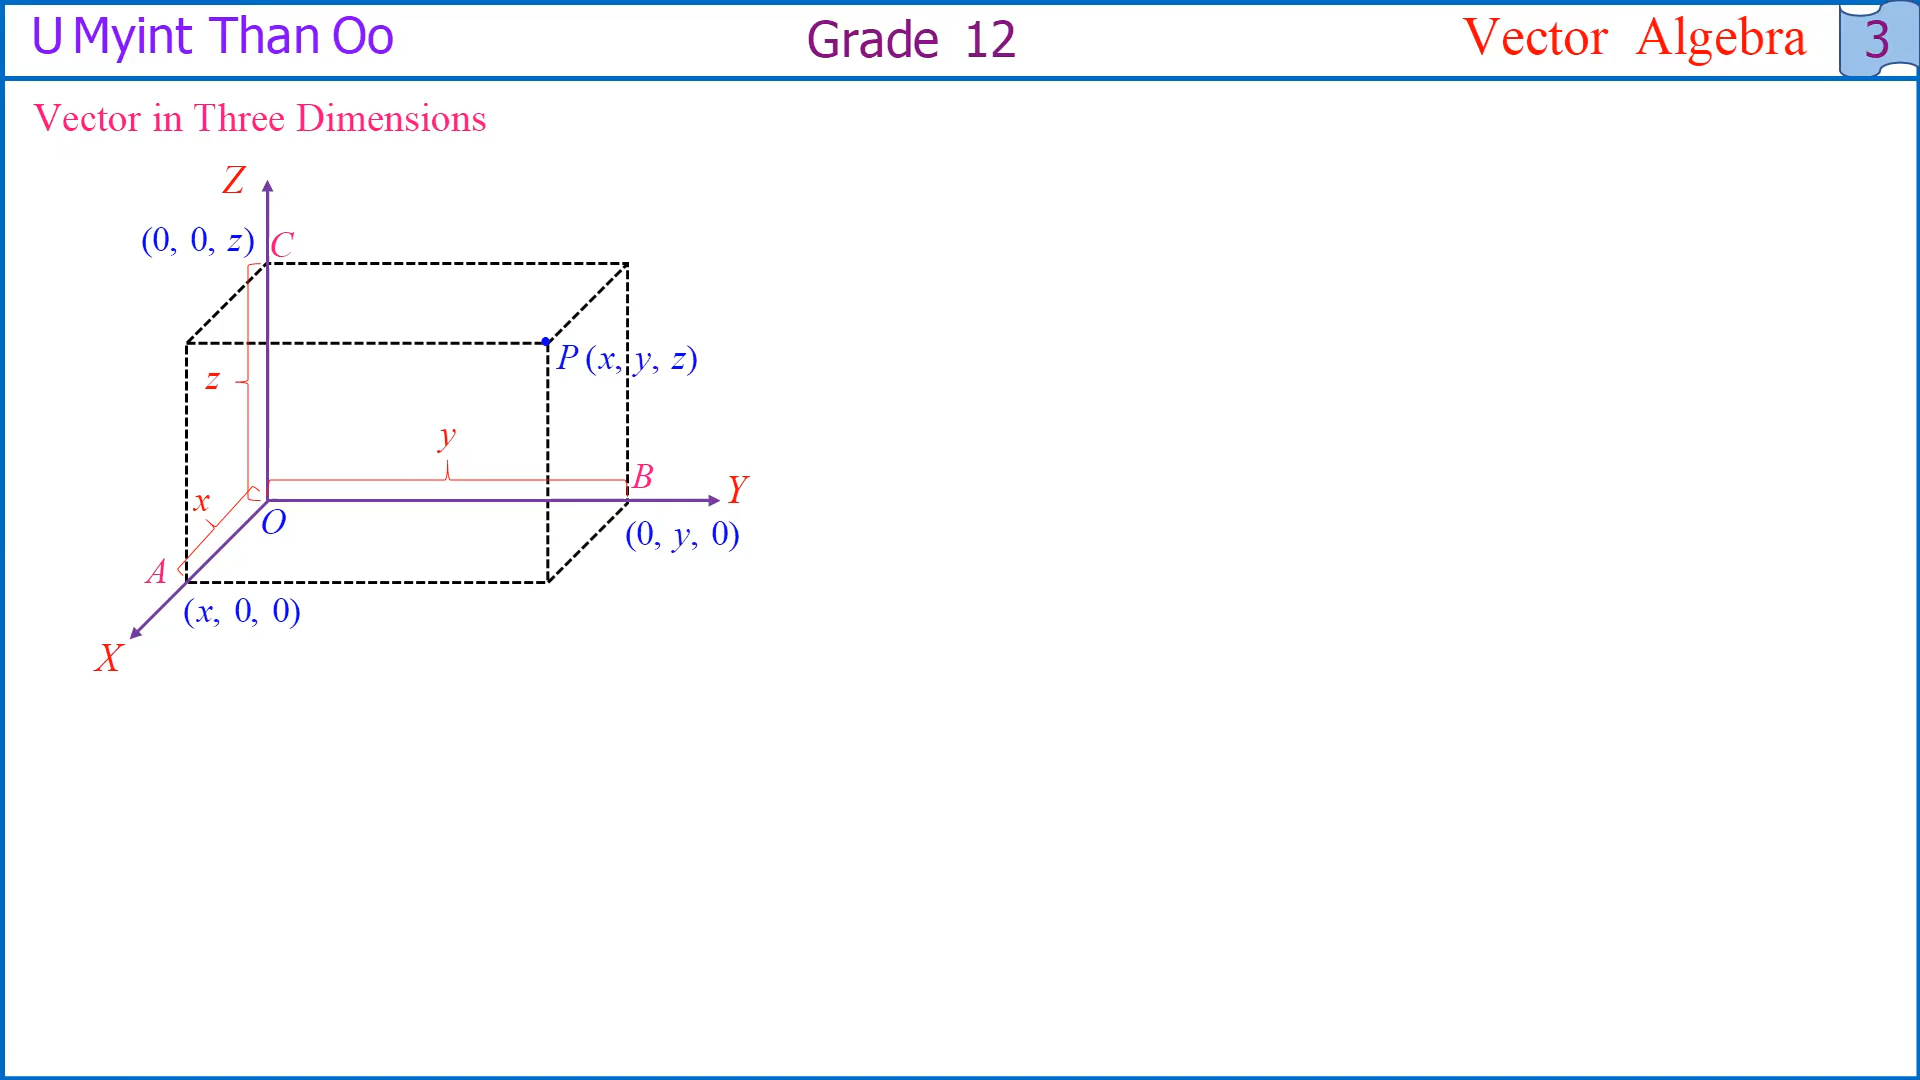 U Myint Than Oo
Grade 12
Vector Algebra
3
Vector in Three Dimensions
Z
(0, 0, z)
C
P (x, y, z)
z
y
B
Y
x
O
(0, y, 0)
A
(x, 0, 0)
X